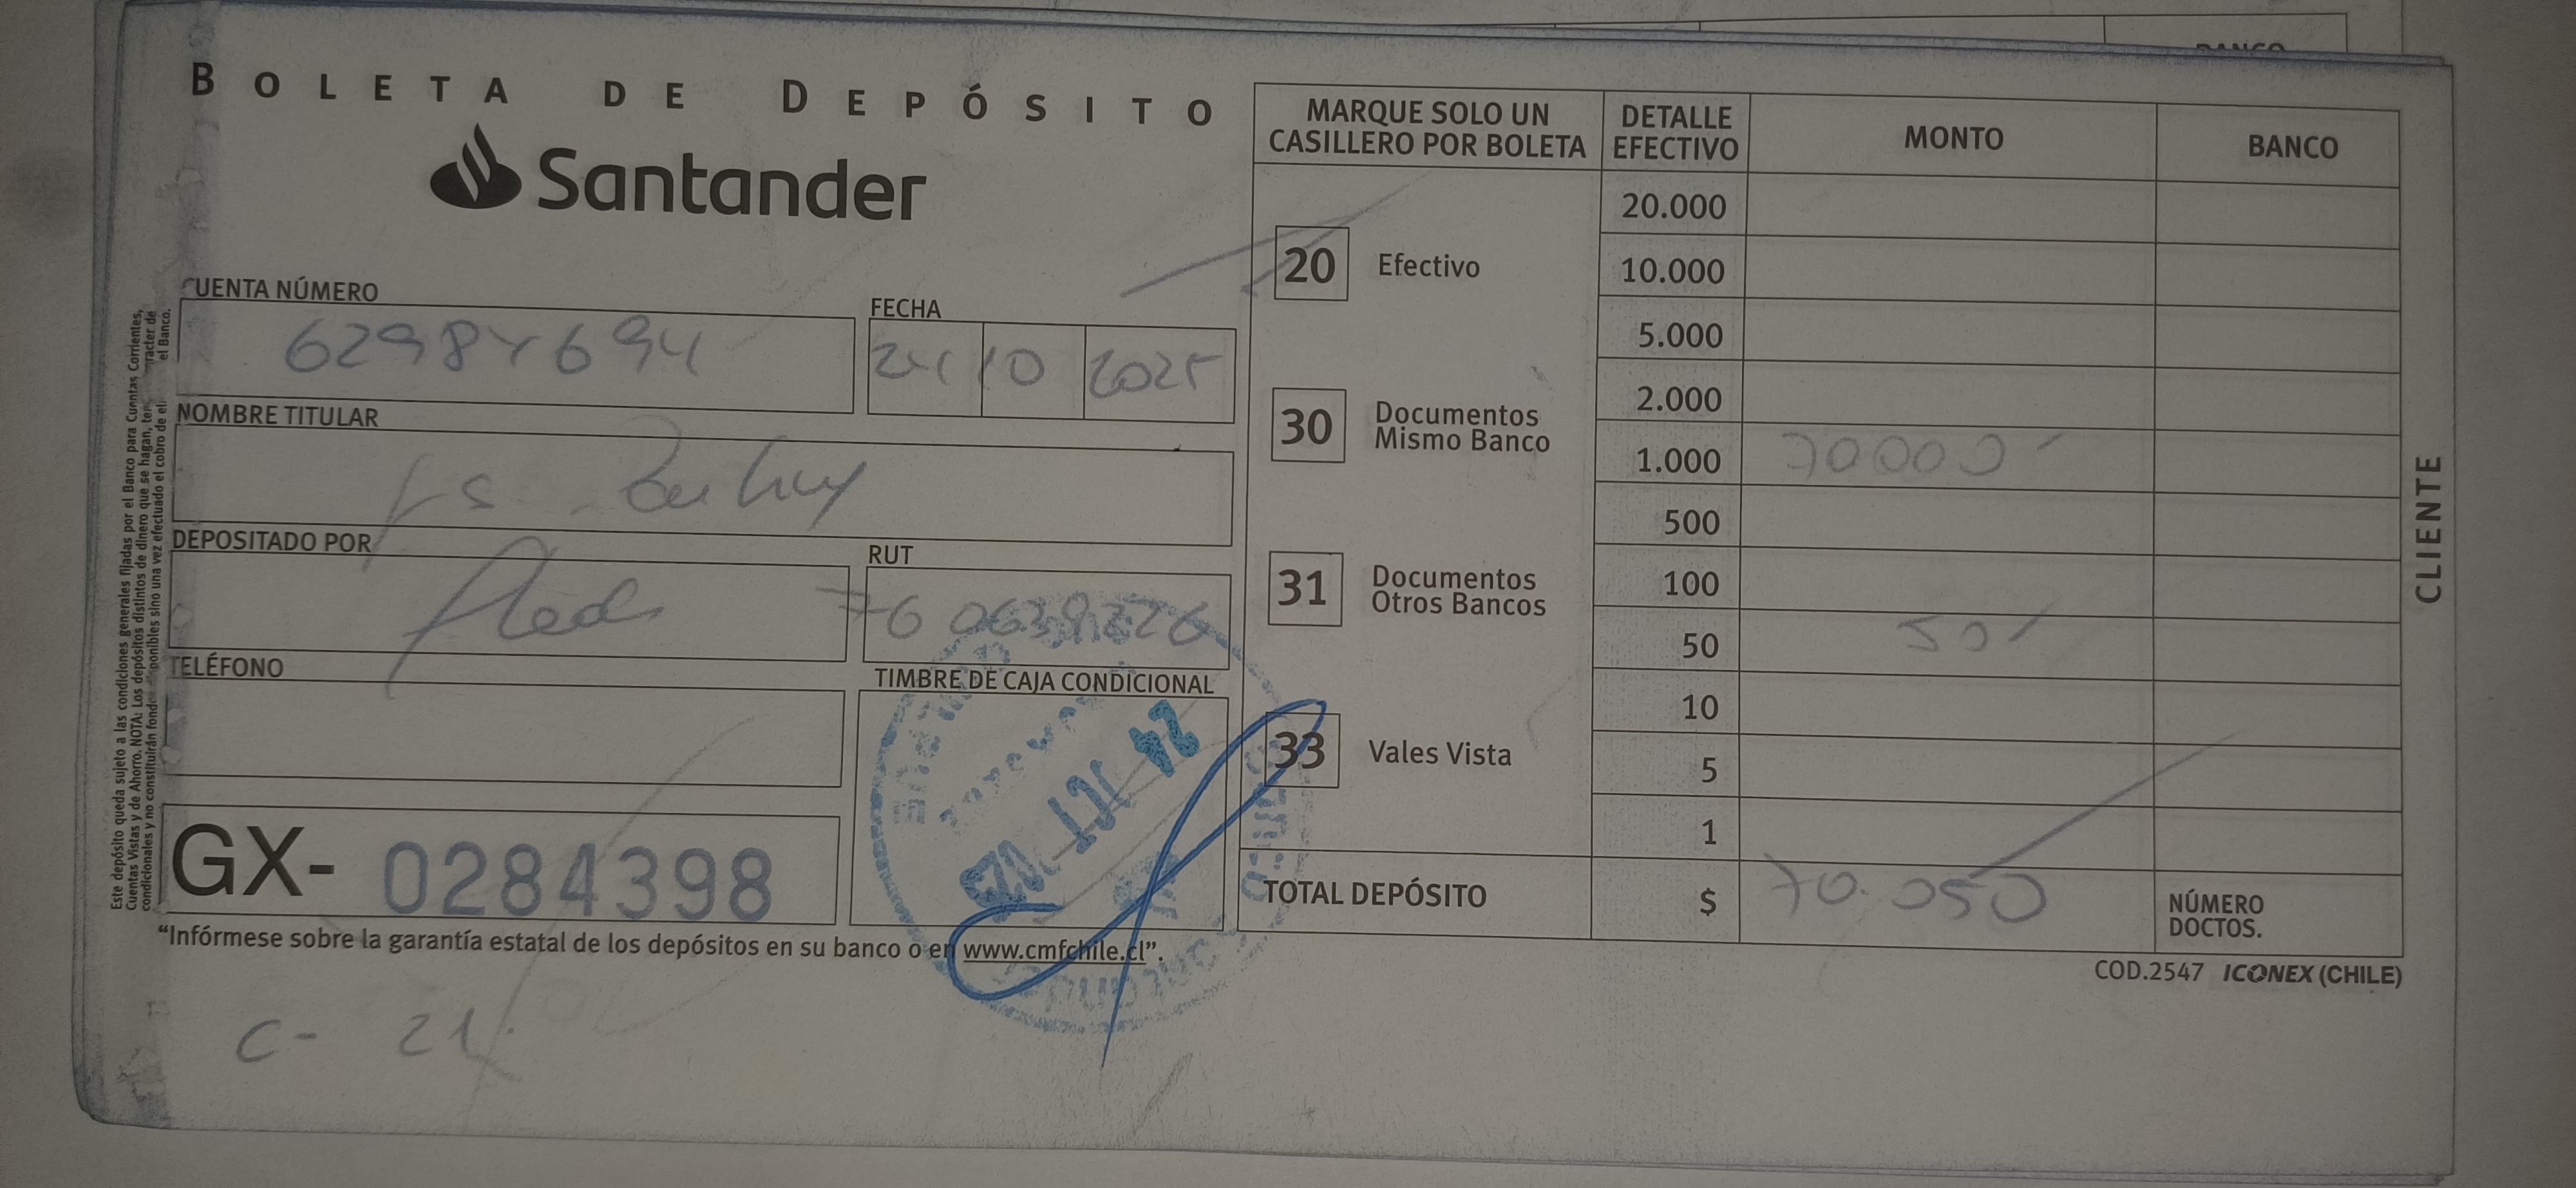 BOLETA DE DEPÓSITO
Santander
CUENTA NÚMERO
FECHA
24 10 2025
NOMBRE TITULAR
DEPOSITADO POR
RUT
TELÉFONO
TIMBRE DE CAJA CONDICIONAL
24 OCT 2025
GX- 0284398
"Infórmese sobre la garantía estatal de los depósitos en su banco o en www.cmfchile.cl".
C- 21
MARQUE SOLO UN
CASILLERO POR BOLETA
20 Efectivo
30 Documentos
Mismo Banco
31 Documentos
Otros Bancos
33 Vales Vista
DETALLE
EFECTIVO
MONTO
BANCO
20.000
10.000
5.000
2.000
1.000 70000
500
100
50 50
10
5
1
TOTAL DEPÓSITO $ 70.050
NÚMERO
DOCTOS.
COD.2547 ICONEX (CHILE)
CLIENTE
BANCO